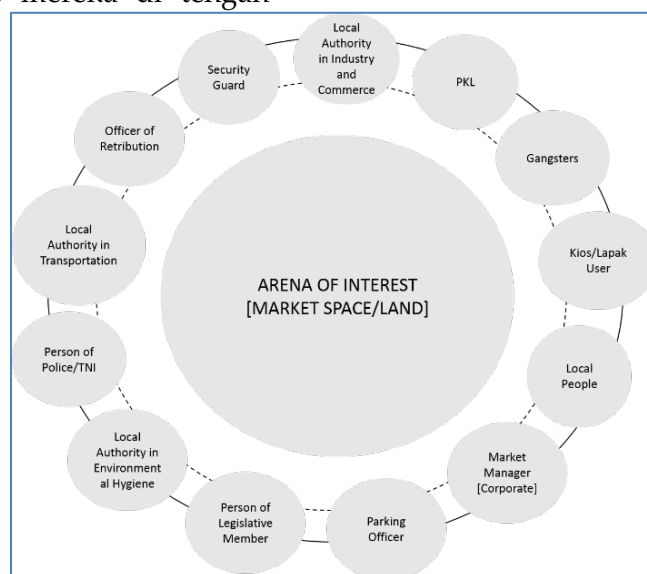 mereka di tengah
Local
Authority
in Industry
and
Commerce
PKL
Gangsters
Kios/Lapak
User
Local
People
Market
Manager
[Corporate]
Parking
Officer
Person of
Legislative
Member
Local
Authority in
Environment
al Hygiene
Person of
Police/TNI
Local
Authority in
Transportation
Officer of
Retribution
Security
Guard
ARENA OF INTEREST
[MARKET SPACE/LAND]